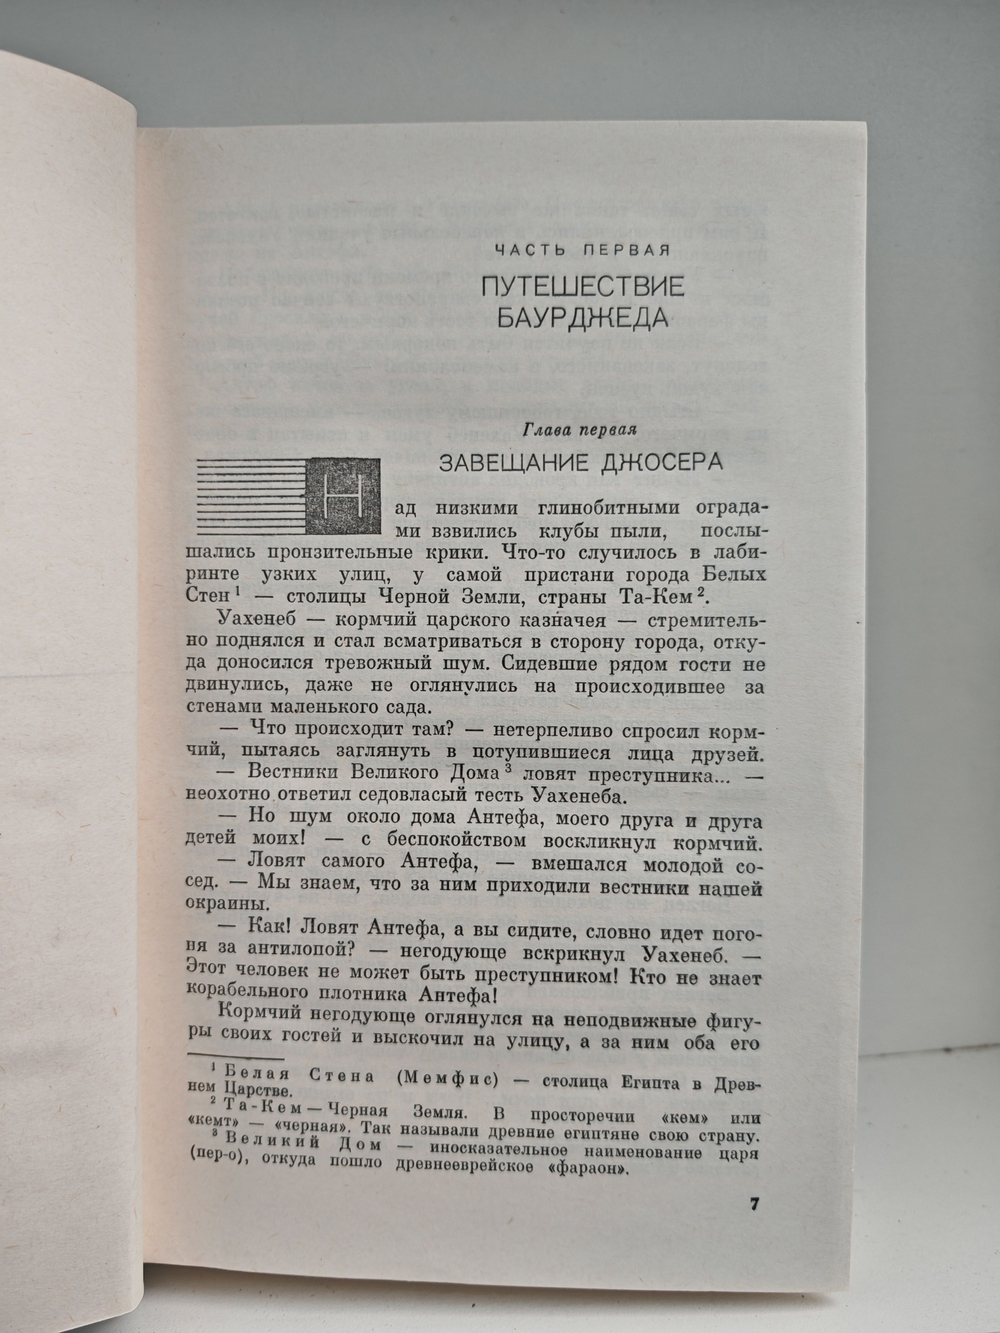 ЧАСТЬ ПЕРВАЯ
ПУТЕШЕСТВИЕ
БАУРДЖЕДА
Глава первая
ЗАВЕЩАНИЕ ДЖОСЕРА
Над низкими глинобитными ограда-
ми взвились клубы пыли, послы-
шались пронзительные крики. Что-то случилось в лаби-
ринте узких улиц, у самой пристани города Белых
Стен 1 — столицы Черной Земли, страны Та-Кем 2.
Уахенеб — кормчий царского казначея — стремитель-
но поднялся и стал всматриваться в сторону города, отку-
да доносился тревожный шум. Сидевшие рядом гости не
двинулись, даже не оглянулись на происходившее за
стенами маленького сада.
— Что происходит там? — нетерпеливо спросил корм-
чий, пытаясь заглянуть в потупившиеся лица друзей.
— Вестники Великого Дома 3 ловят преступника... —
неохотно ответил седовласый тесть Уахенеба.
— Но шум около дома Антефа, моего друга и друга
детей моих! — с беспокойством воскликнул кормчий.
— Ловят самого Антефа, — вмешался молодой со-
сед. — Мы знаем, что за ним приходили вестники нашей
окраины.
— Как! Ловят Антефа, а вы сидите, словно идет пого-
ня за антилопой? — негодующе вскрикнул Уахенеб. —
Этот человек не может быть преступником! Кто не знает
корабельного плотника Антефа!
Кормчий негодующе оглянулся на неподвижные фигу-
ры своих гостей и выскочил на улицу, а за ним оба его
1 Белая Стена (Мемфис) — столица Египта в Древ-
нем Царстве.
2 Та-Кем — Черная Земля. В просторечии «кем» или
«кемт» — «черная». Так называли древние египтяне свою страну.
3 Великий Дом — иносказательное наименование царя
(пер-о), откуда пошло древнееврейское «фараон».
7